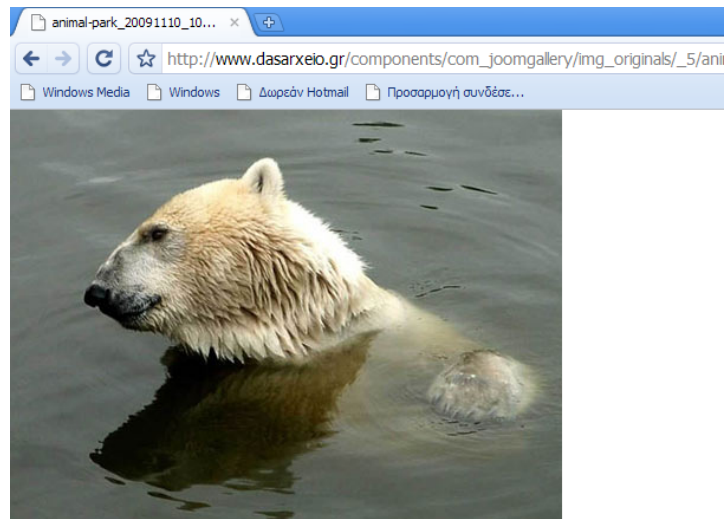 animal-park_20091110_10...
http://www.dasarxeio.gr/components/com_joomgallery/img_originals/_5/ani
Windows Media Windows Δωρεάν Hotmail Προσαρμογή συνδέσε...